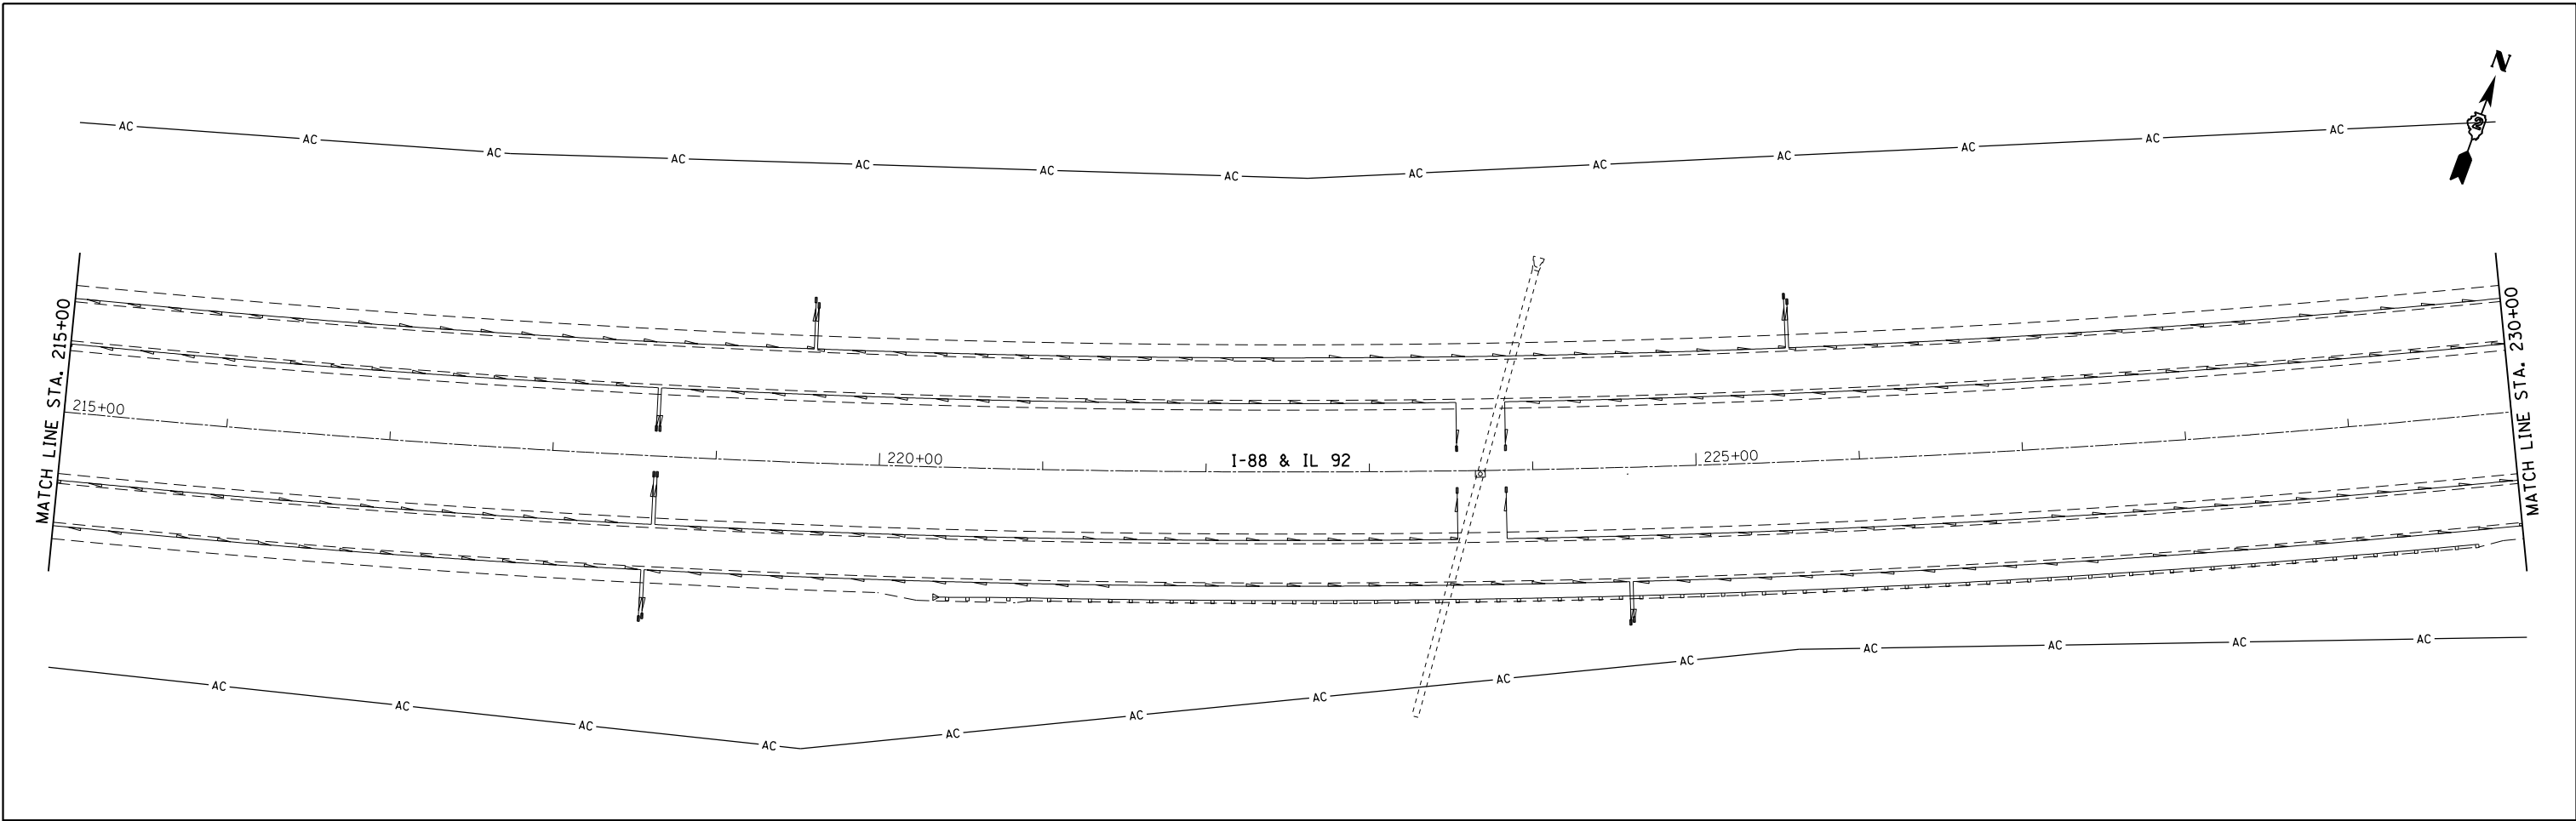 N
AC AC AC AC AC AC AC AC AC AC AC AC AC
MATCH LINE STA. 215+00
MATCH LINE STA. 230+00
215+00
220+00
I-88 & IL 92
225+00
AC AC AC AC AC AC AC AC AC AC AC AC AC